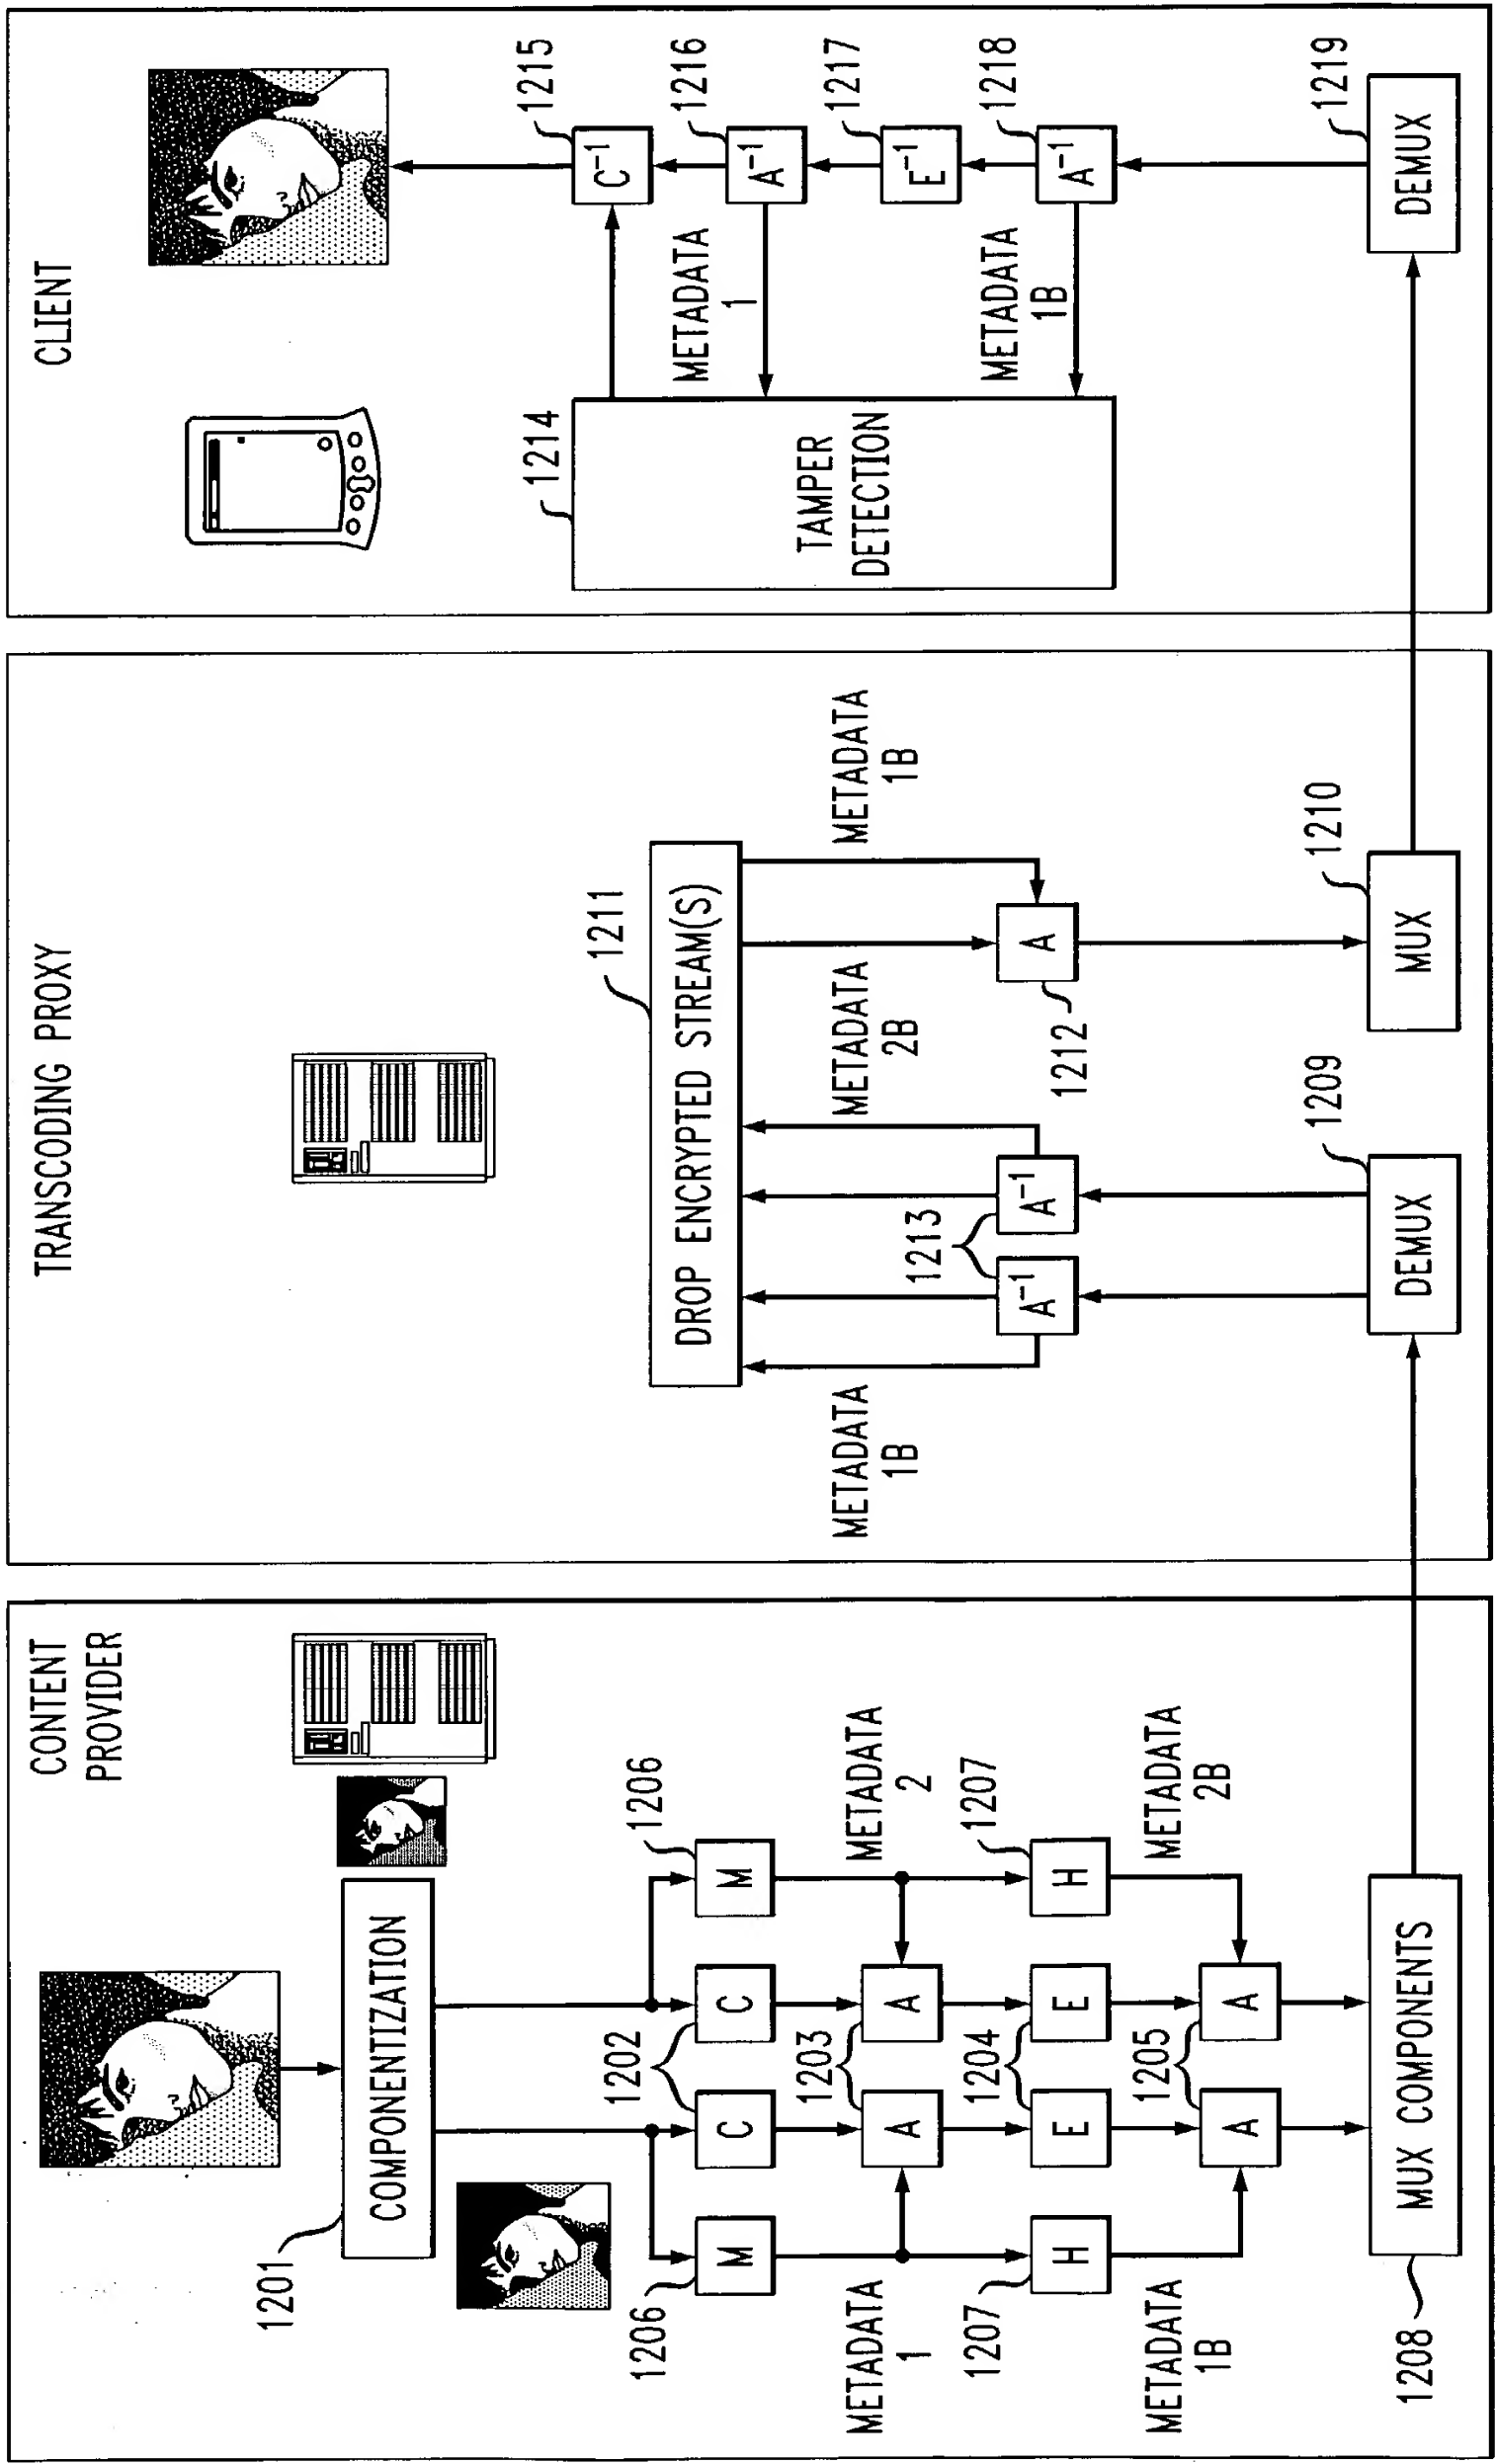 CONTENT
PROVIDER
1201
COMPONENTIZATION
1206
M
1202
C
C
M
1206
METADATA
1
1203
A
A
METADATA
2
1207
H
1204
E
E
H
1207
METADATA
1B
1205
A
A
METADATA
2B
1208
MUX COMPONENTS
TRANSCODING PROXY
1211
DROP ENCRYPTED STREAM(S)
METADATA
1B
METADATA
2B
METADATA
1B
1213
A-1
A-1
1212
A
1209
DEMUX
1210
MUX
CLIENT
1214
TAMPER
DETECTION
1215
C-1
METADATA
1
1216
A-1
1217
E-1
METADATA
1B
1218
A-1
1219
DEMUX